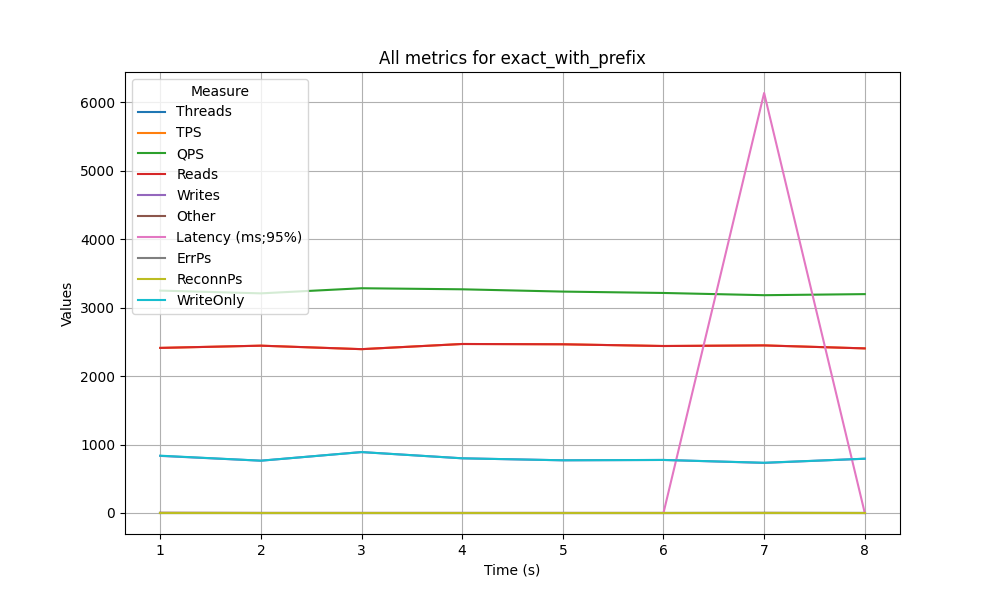 All metrics for exact_with_prefix
Measure
Threads
TPS
QPS
Reads
Writes
Other
Latency (ms;95%)
ErrPs
ReconnPs
WriteOnly
Values
6000
5000
4000
3000
2000
1000
0
1 2 3 4 5 6 7 8
Time (s)